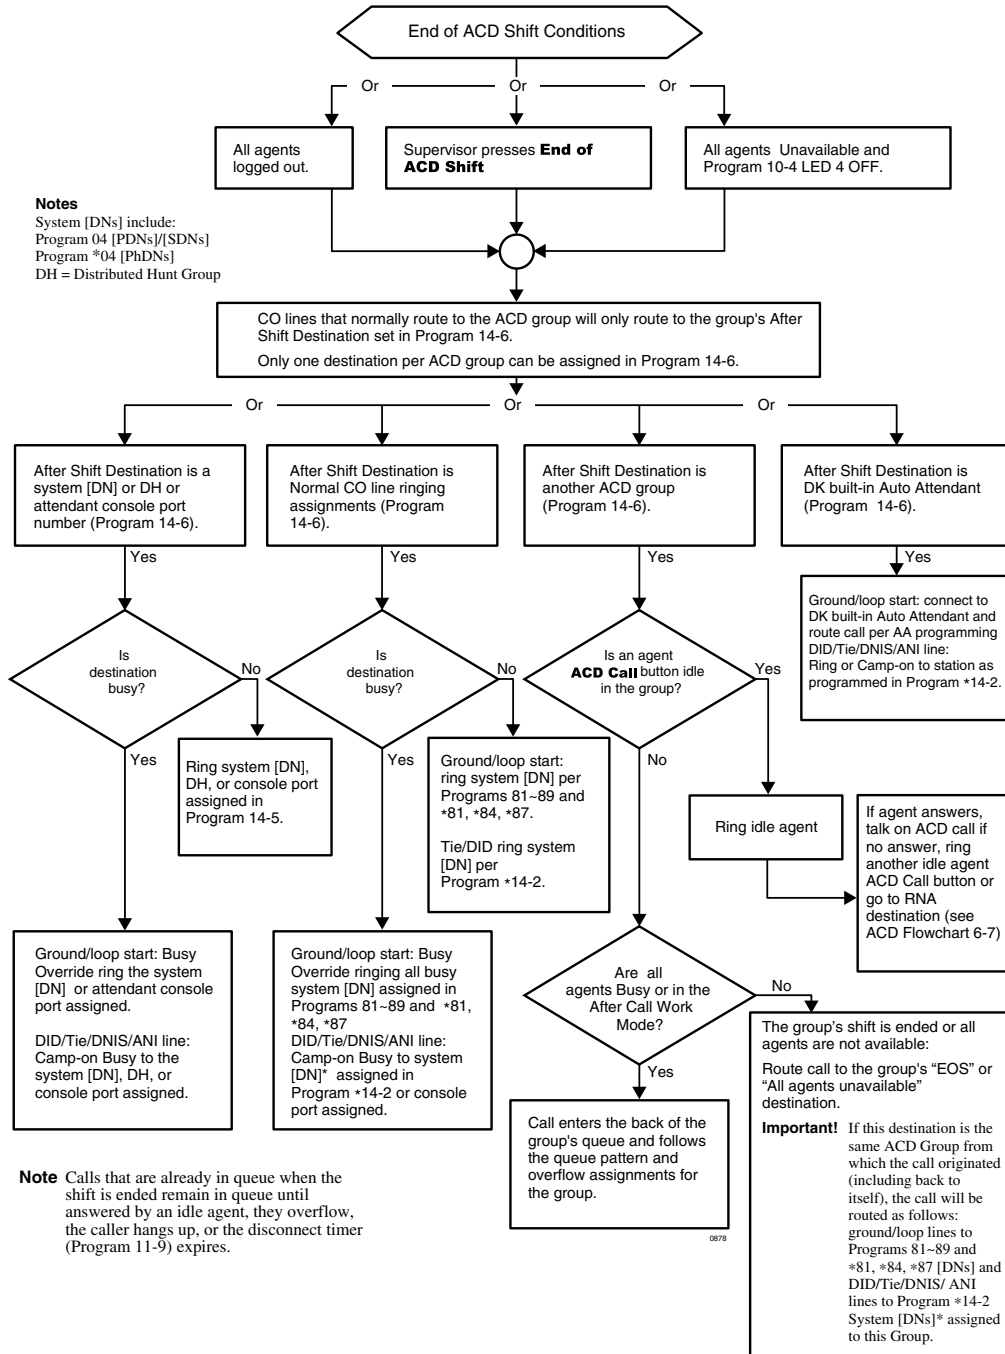 End of ACD Shift Conditions
Or
Or
Or
All agents
logged out.
Supervisor presses End of
ACD Shift
All agents Unavailable and
Program 10-4 LED 4 OFF.
Notes
System [DNs] include:
Program 04 [PDNs]/[SDNs]
Program *04 [PhDNs]
DH = Distributed Hunt Group
CO lines that normally route to the ACD group will only route to the group's After
Shift Destination set in Program 14-6.
Only one destination per ACD group can be assigned in Program 14-6.
Or
Or
Or
After Shift Destination is a
system [DN] or DH or
attendant console port
number (Program 14-6).
After Shift Destination is
Normal CO line ringing
assignments (Program
14-6).
After Shift Destination is
another ACD group
(Program 14-6).
After Shift Destination is
DK built-in Auto Attendant
(Program 14-6).
Yes
Yes
Yes
Yes
Ground/loop start: connect to
DK built-in Auto Attendant and
route call per AA programming
DID/Tie/DNIS/ANI line:
Ring or Camp-on to station as
programmed in Program *14-2.
Is
destination
busy?
No
Is
destination
busy?
No
Is an agent
ACD Call button idle
in the group?
Yes
Yes
Yes
No
Ring system [DN],
DH, or console port
assigned in
Program 14-5.
Ground/loop start:
ring system [DN] per
Programs 81~89 and
*81, *84, *87.
Tie/DID ring system
[DN] per
Program *14-2.
Ring idle agent
If agent answers,
talk on ACD call if
no answer, ring
another idle agent
ACD Call button or
go to RNA
destination (see
ACD Flowchart 6-7)
Ground/loop start: Busy
Override ring the system
[DN] or attendant console
port assigned.
DID/Tie/DNIS/ANI line:
Camp-on Busy to the
system [DN], DH, or
console port assigned.
Ground/loop start: Busy
Override ringing all busy
system [DN] assigned in
Programs 81~89 and *81,
*84, *87
DID/Tie/DNIS/ANI line:
Camp-on Busy to system
[DN]* assigned in
Program *14-2 or console
port assigned.
Are all
agents Busy or in the
After Call Work
Mode?
No
Yes
The group's shift is ended or all
agents are not available:
Route call to the group's “EOS” or
“All agents unavailable”
destination.
Important! If this destination is the
same ACD Group from
which the call originated
(including back to
itself), the call will be
routed as follows:
ground/loop lines to
Programs 81~89 and
*81, *84, *87 [DNs] and
DID/Tie/DNIS/ ANI
lines to Program *14-2
System [DNs]* assigned
to this Group.
Call enters the back of the
group's queue and follows
the queue pattern and
overflow assignments for
the group.
0878
Note Calls that are already in queue when the
shift is ended remain in queue until
answered by an idle agent, they overflow,
the caller hangs up, or the disconnect timer
(Program 11-9) expires.